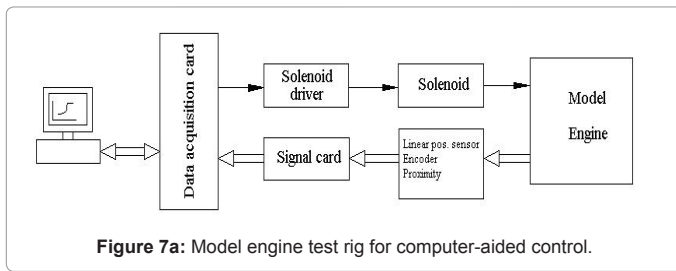 Data acquisition card
Solenoid
driver
Solenoid
Model
Engine
Signal card
Linear pos. sensor
Encoder
Proximity
Figure 7a: Model engine test rig for computer-aided control.